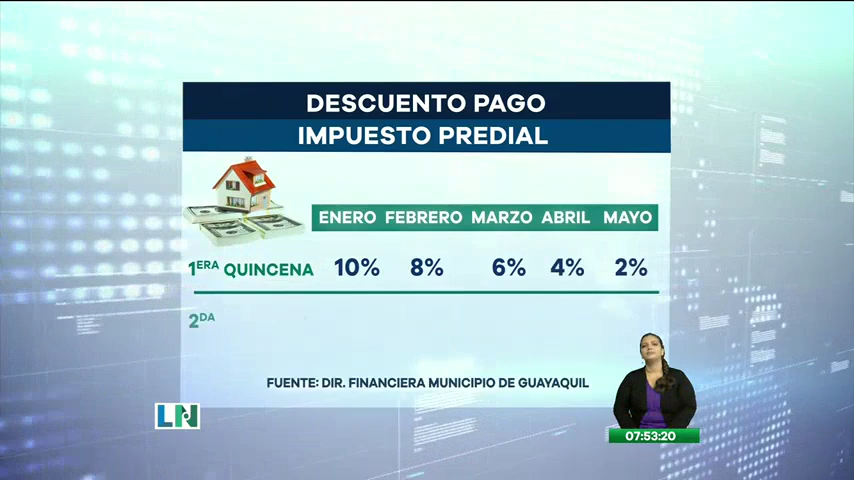 DESCUENTO PAGO
IMPUESTO PREDIAL
ENERO FEBRERO MARZO ABRIL MAYO
1ERA QUINCENA 10% 8% 6% 4% 2%
2DA
FUENTE: DIR. FINANCIERA MUNICIPIO DE GUAYAQUIL
LN
07:53:20